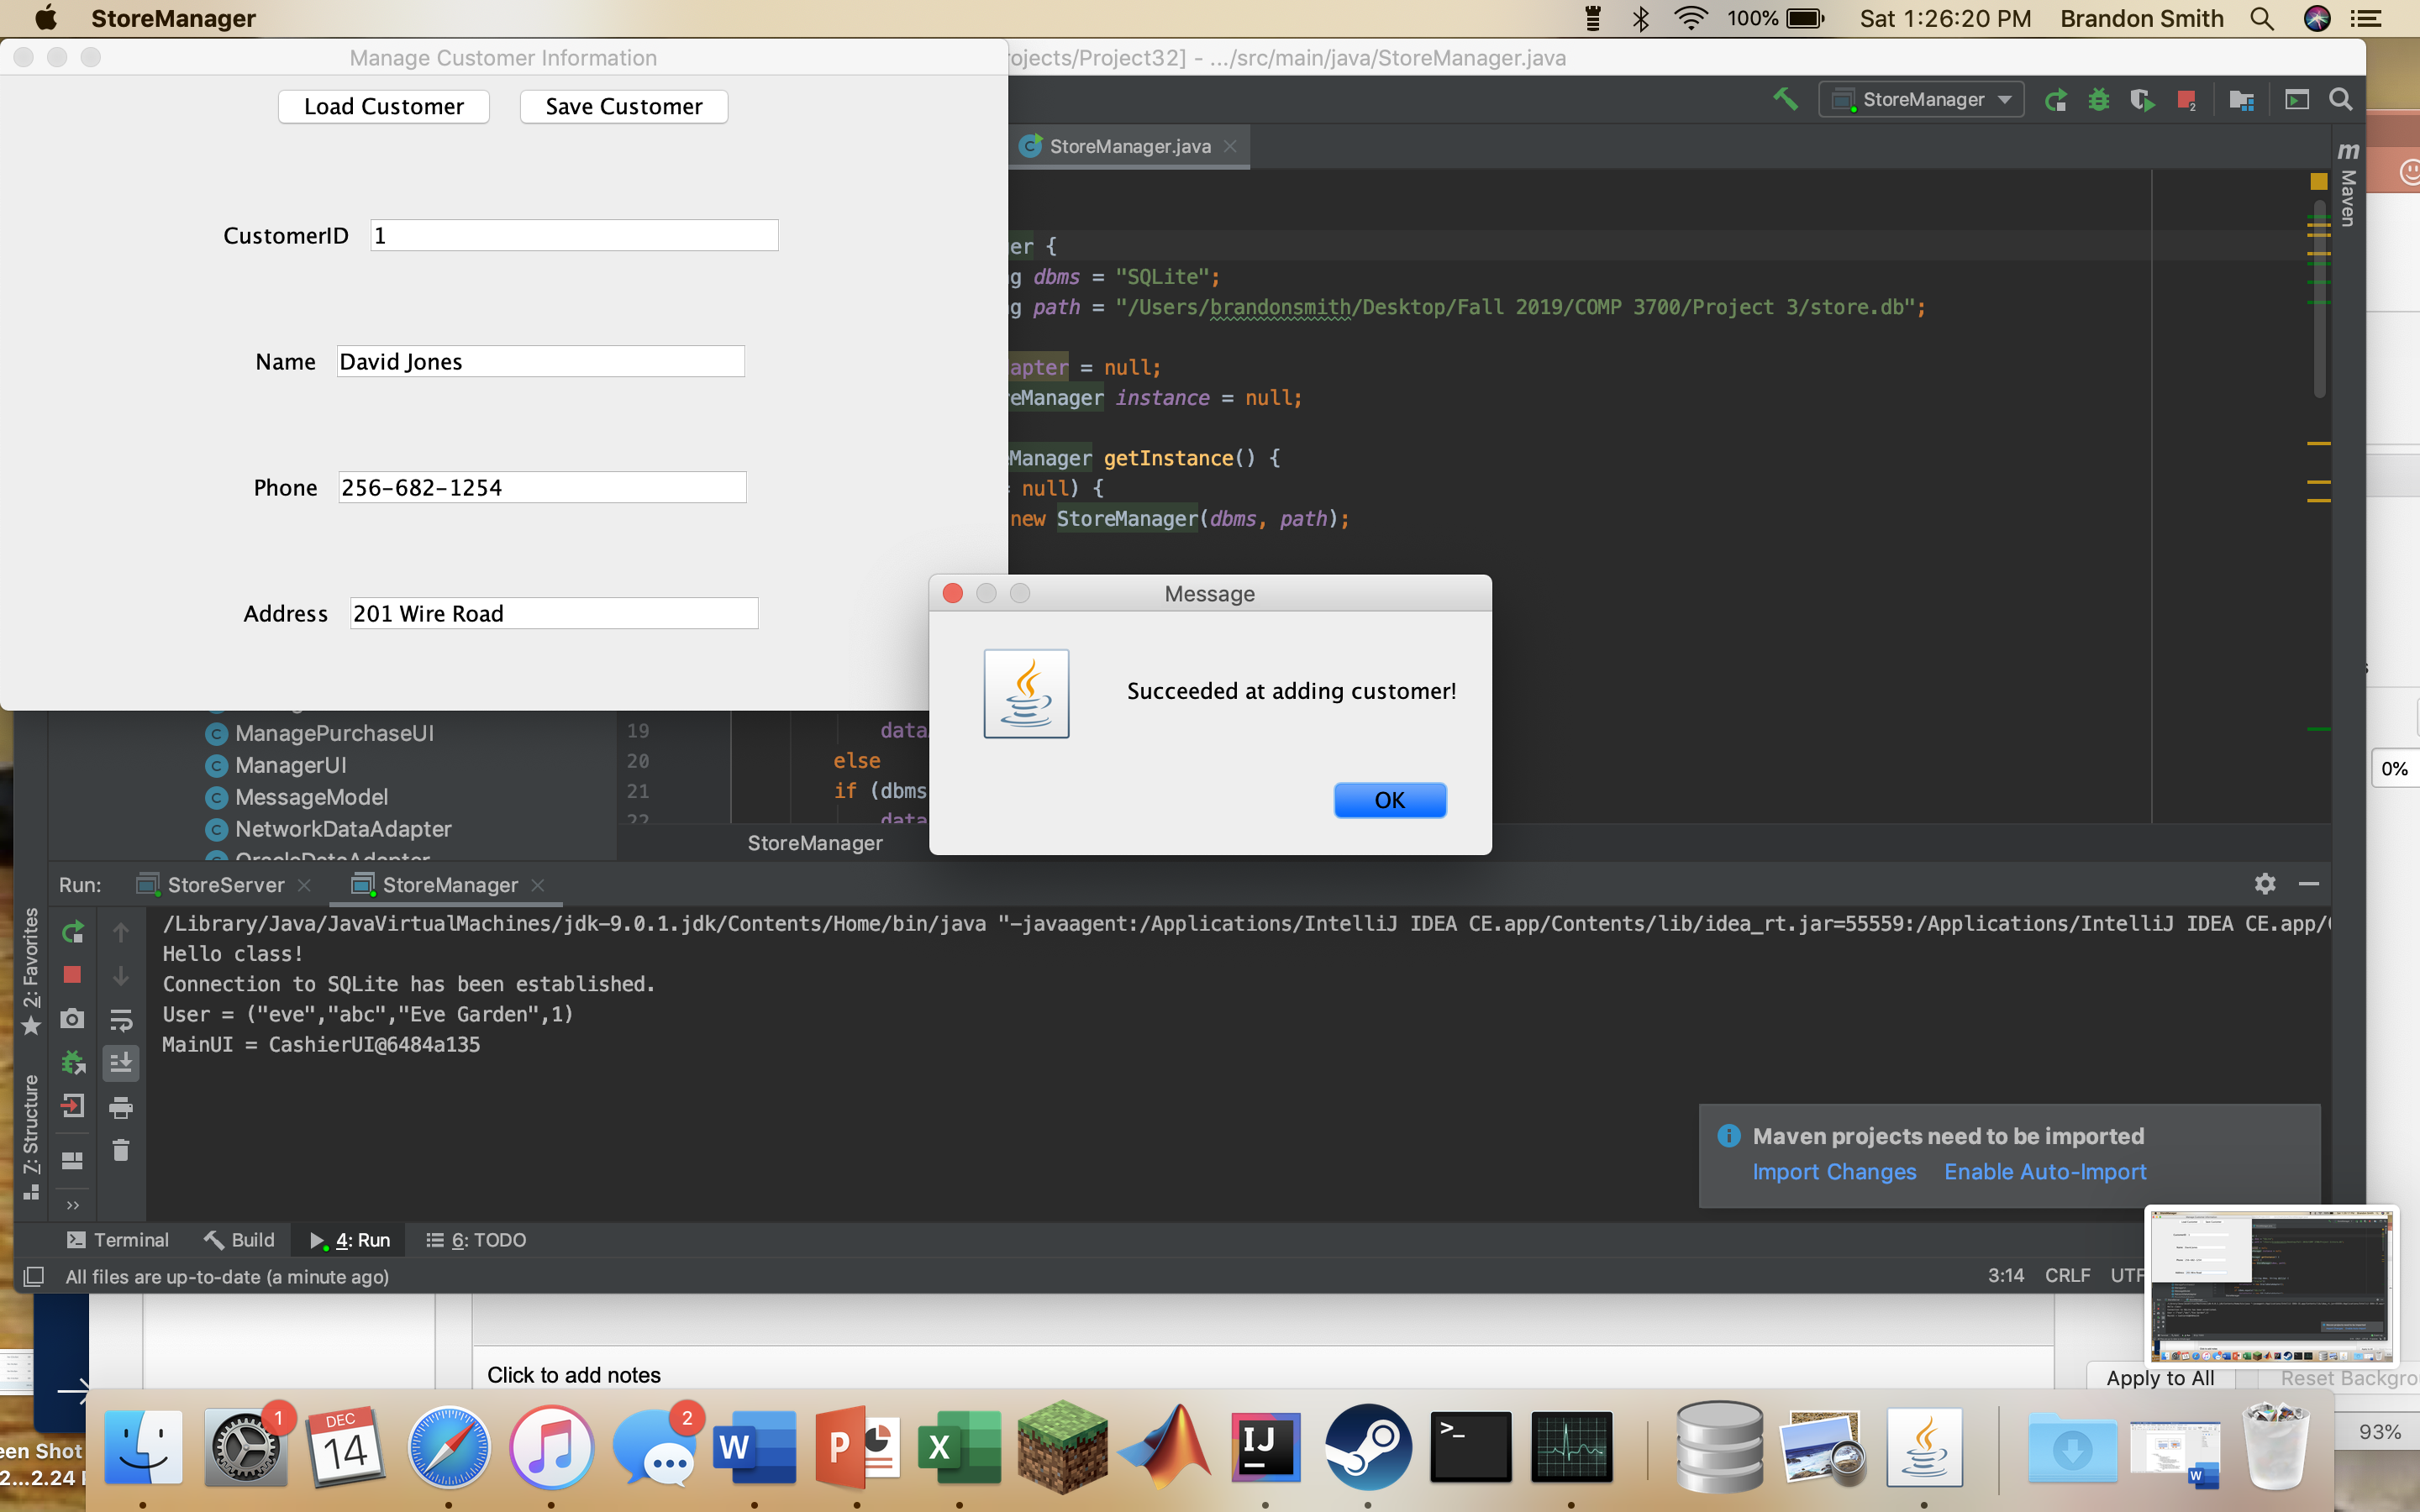 StoreManager
100%
Sat 1:26:20 PM
Brandon Smith
Manage Customer Information
ojects/Project32] - .../src/main/java/StoreManager.java
Load Customer
Save Customer
StoreManager
2
StoreManager.java
m Maven
CustomerID 1
Name David Jones
Phone 256-682-1254
Address 201 Wire Road
er {
g dbms = "SQLite";
g path = "/Users/brandonsmith/Desktop/Fall 2019/COMP 3700/Project 3/store.db";
apter = null;
eManager instance = null;
Manager getInstance() {
= null) {
new StoreManager(dbms, path);
Message
Succeeded at adding customer!
OK
ManagePurchaseUI
ManagerUI
MessageModel
NetworkDataAdapter
OracleDataAdapter
19 data
20 else
21 if (dbms
22 data
StoreManager
0%
Run:
StoreServer
StoreManager
/Library/Java/JavaVirtualMachines/jdk-9.0.1.jdk/Contents/Home/bin/java "-javaagent:/Applications/IntelliJ IDEA CE.app/Contents/lib/idea_rt.jar=55559:/Applications/IntelliJ IDEA CE.app/
Hello class!
Connection to SQLite has been established.
User = ("eve","abc","Eve Garden",1)
MainUI = CashierUI@6484a135
2: Favorites
7: Structure
Maven projects need to be imported
Import Changes
Enable Auto-Import
Terminal
Build
4: Run
6: TODO
All files are up-to-date (a minute ago)
3:14
CRLF
UTF
Click to add notes
Apply to All
Reset Backgro
93%
een Shot
2...2.24
1
DEC
14
2
W
P
X
IJ
>_
W